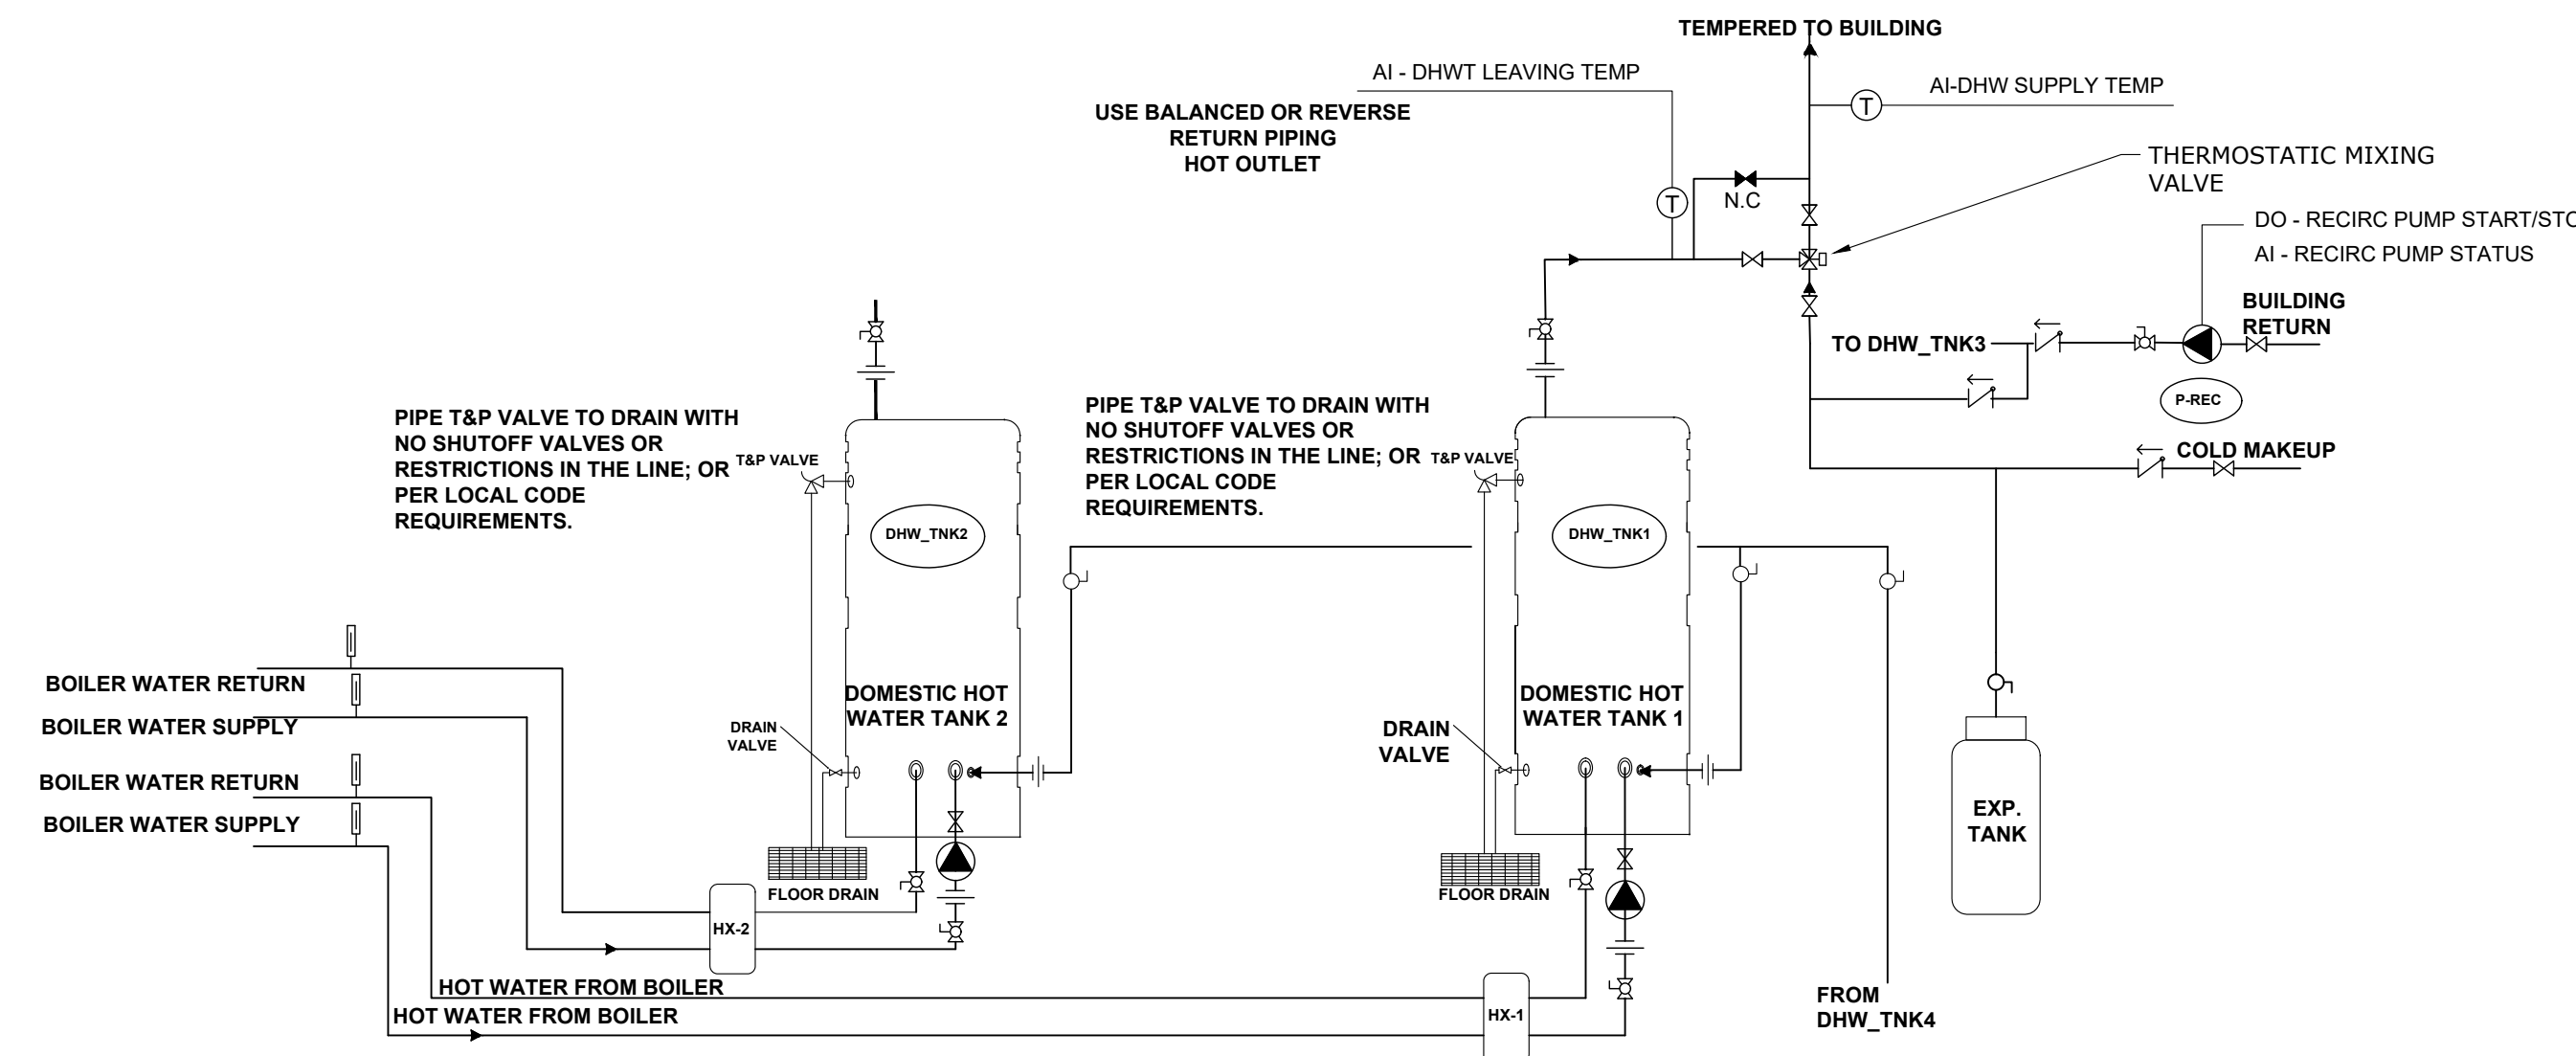 TEMPERED TO BUILDING
AI - DHWT LEAVING TEMP
AI-DHW SUPPLY TEMP
USE BALANCED OR REVERSE
RETURN PIPING
HOT OUTLET
T
T
N.C
THERMOSTATIC MIXING
VALVE
DO - RECIRC PUMP START/STO
AI - RECIRC PUMP STATUS
BUILDING
RETURN
TO DHW_TNK3
P-REC
COLD MAKEUP
PIPE T&P VALVE TO DRAIN WITH
NO SHUTOFF VALVES OR
RESTRICTIONS IN THE LINE; OR
PER LOCAL CODE
REQUIREMENTS.
T&P VALVE
DHW_TNK2
PIPE T&P VALVE TO DRAIN WITH
NO SHUTOFF VALVES OR
RESTRICTIONS IN THE LINE; OR
PER LOCAL CODE
REQUIREMENTS.
T&P VALVE
DHW_TNK1
BOILER WATER RETURN
BOILER WATER SUPPLY
BOILER WATER RETURN
BOILER WATER SUPPLY
DRAIN
VALVE
DOMESTIC HOT
WATER TANK 2
DRAIN
VALVE
DOMESTIC HOT
WATER TANK 1
EXP.
TANK
FLOOR DRAIN
FLOOR DRAIN
HX-2
HOT WATER FROM BOILER
HOT WATER FROM BOILER
HX-1
FROM
DHW_TNK4